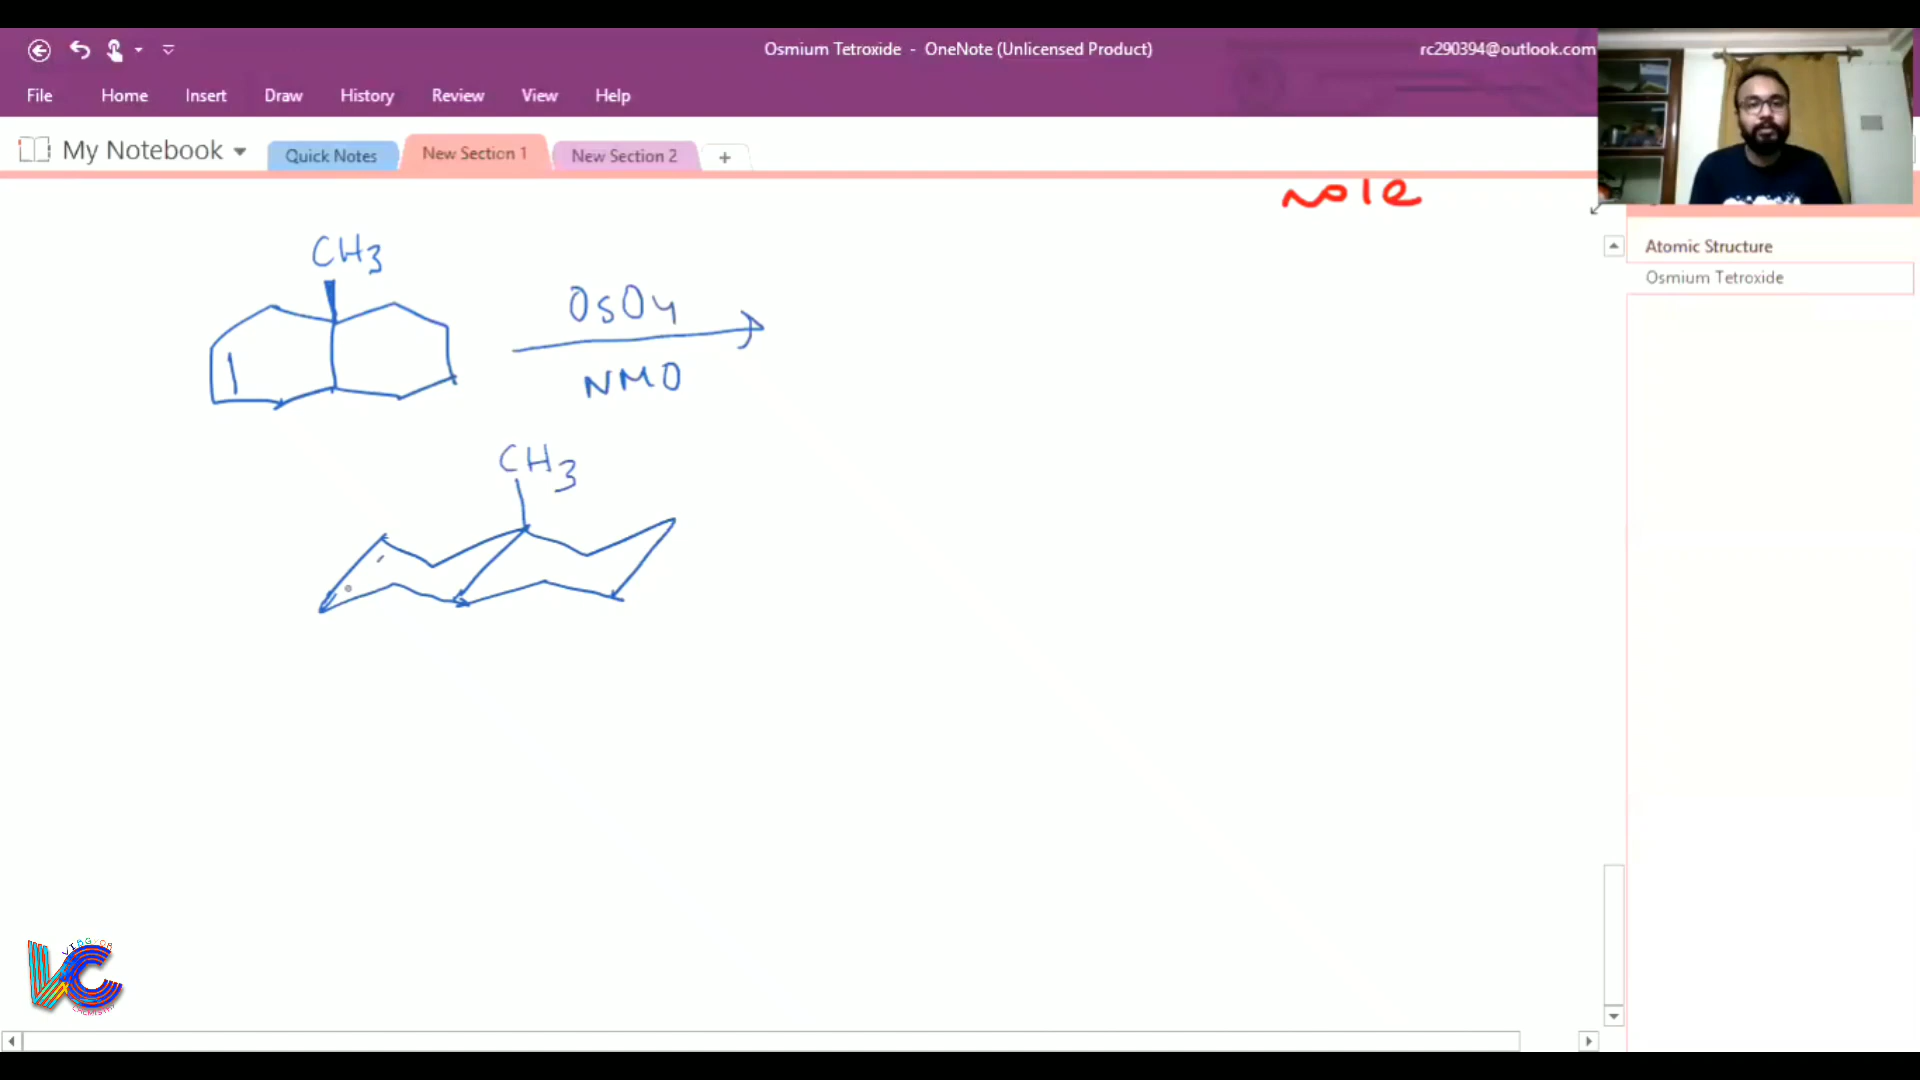 Osmium Tetroxide - OneNote (Unlicensed Product)
rc290394@outlook.com
File Home Insert Draw History Review View Help
My Notebook
Quick Notes
New Section 1
New Section 2
+
Atomic Structure
Osmium Tetroxide
CH3
OsO4
NMO
CH3
VC